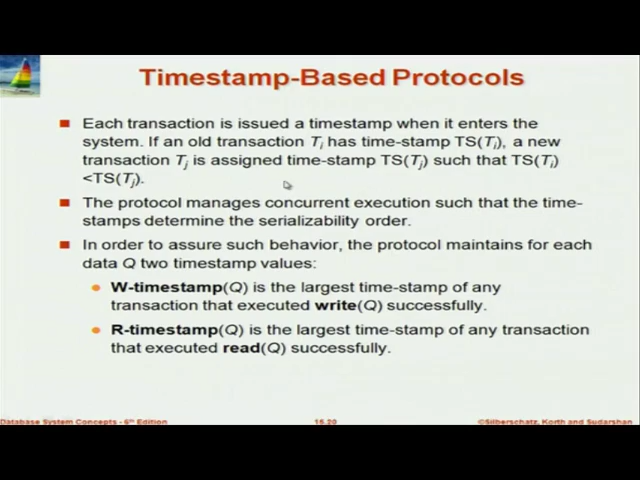 Timestamp-Based Protocols
Each transaction is issued a timestamp when it enters the
system. If an old transaction Ti has time-stamp TS(Ti), a new
transaction Tj is assigned time-stamp TS(Tj) such that TS(Ti)
<TS(Tj).
The protocol manages concurrent execution such that the time-
stamps determine the serializability order.
In order to assure such behavior, the protocol maintains for each
data Q two timestamp values:
W-timestamp(Q) is the largest time-stamp of any
transaction that executed write(Q) successfully.
R-timestamp(Q) is the largest time-stamp of any transaction
that executed read(Q) successfully.
Database System Concepts - 6th Edition
15.20
©Silberschatz, Korth and Sudarshan